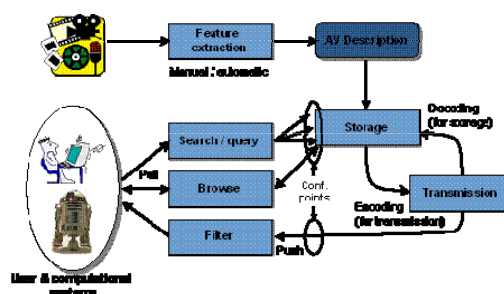 Feature
extraction
AV Description
Manual / automatic
Search / query
Storage
Decoding
(for storage)
Pull
Browse
Conf.
points
Transmission
Encoding
(for transmission)
Filter
Push
User & computational
systems